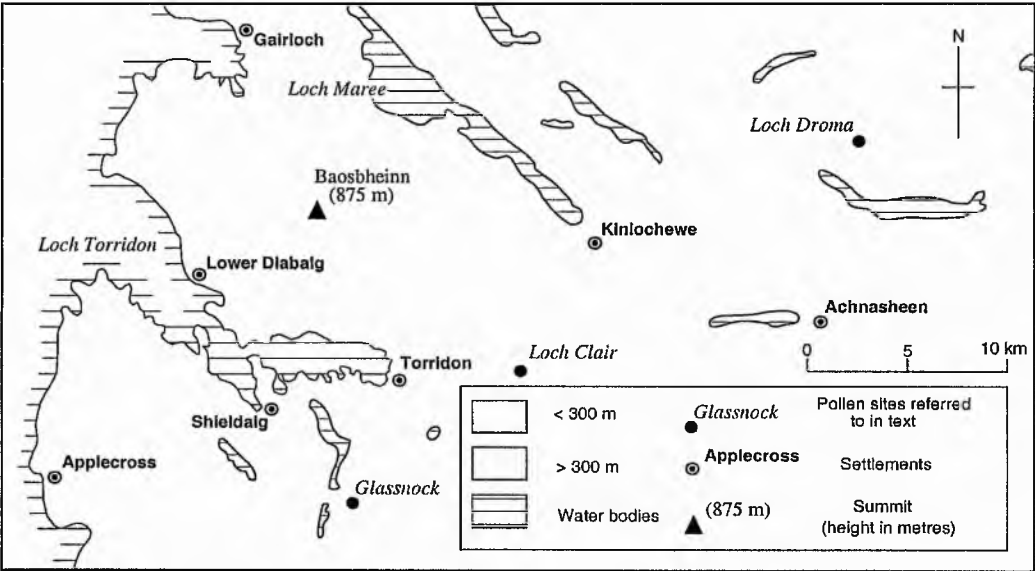 Gairloch
N
Loch Maree
Loch Droma
Baosbheinn
(875 m)
Kinlochewe
Loch Torridon
Lower Diabaig
Achnasheen
0 5 10 km
Loch Clair
Torridon
Shieldaig
Applecross
Glassnock
< 300 m
Glassnock
Pollen sites referred
to in text
> 300 m
Applecross
Settlements
Water bodies
(875 m)
Summit
(height in metres)